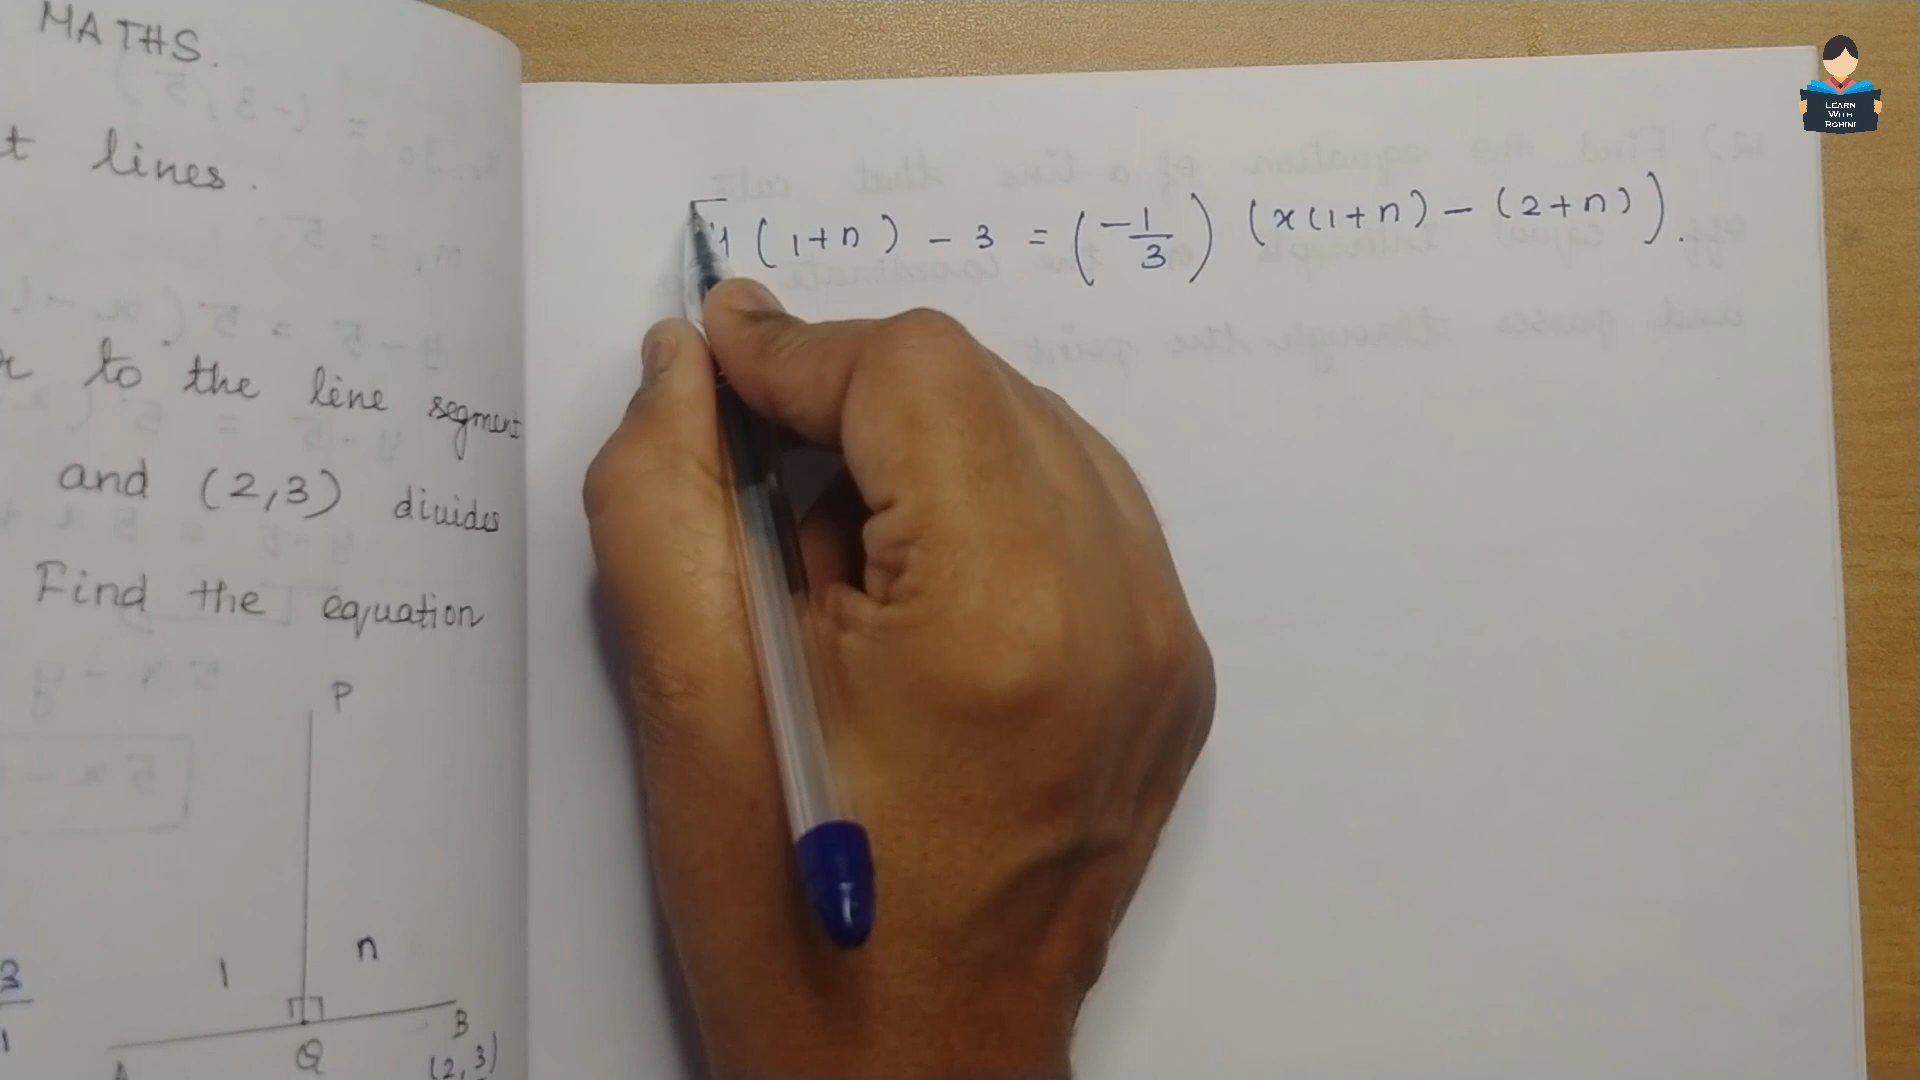 MATHS.
t lines.
r to the line segment
and (2,3) divides
Find the equation
P
1 n
3
1
A Q B
(2,3)
(1+n) - 3 = (-1/3) (x(1+n) - (2+n)).
LEARN
WITH
ROHINI